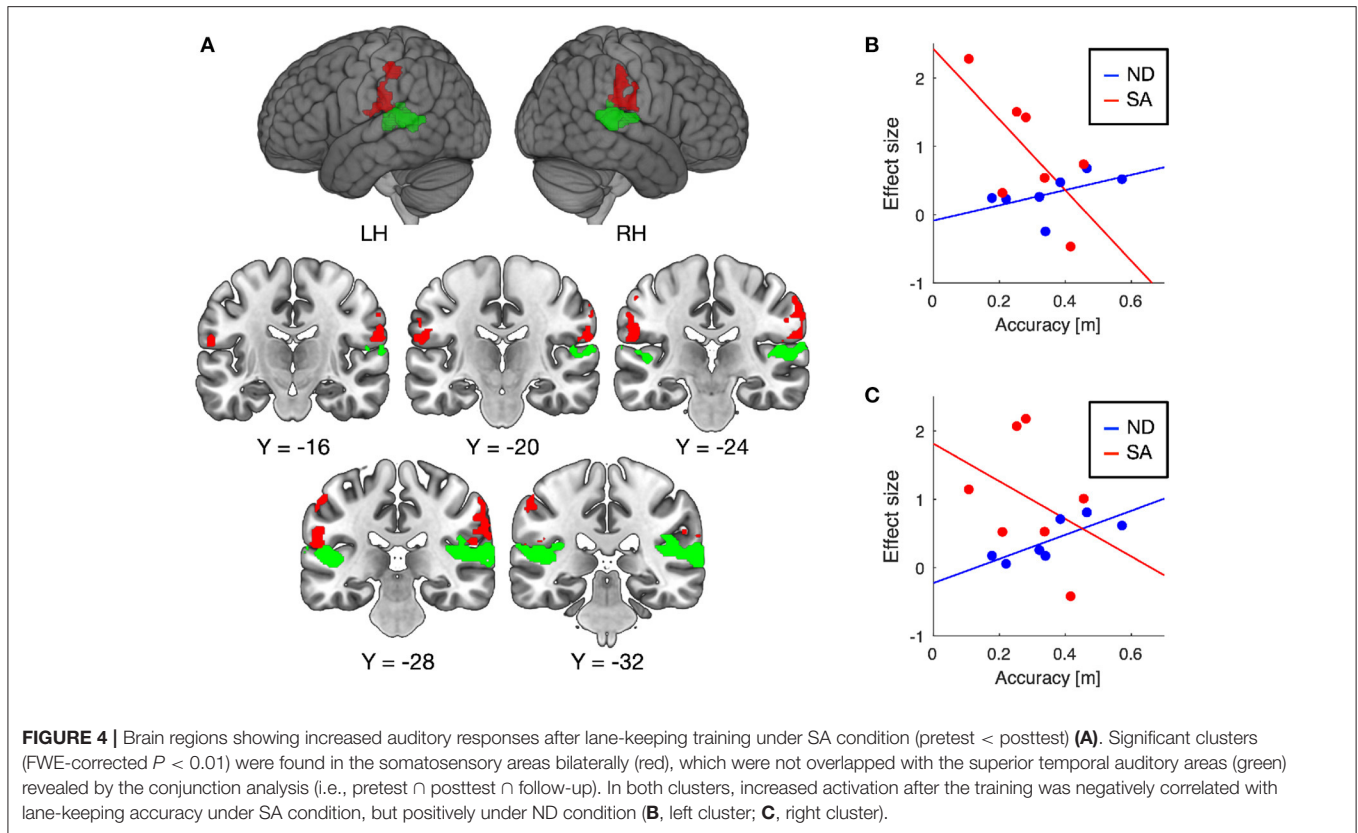 A
LH
RH
Y = -16
Y = -20
Y = -24
Y = -28
Y = -32
B
ND
SA
2
1
0
-1
Effect size
0
0.2
0.4
0.6
Accuracy [m]
C
ND
SA
2
1
0
-1
Effect size
0
0.2
0.4
0.6
Accuracy [m]
FIGURE 4 | Brain regions showing increased auditory responses after lane-keeping training under SA condition (pretest < posttest) (A). Significant clusters
(FWE-corrected P < 0.01) were found in the somatosensory areas bilaterally (red), which were not overlapped with the superior temporal auditory areas (green)
revealed by the conjunction analysis (i.e., pretest ∩ posttest ∩ follow-up). In both clusters, increased activation after the training was negatively correlated with
lane-keeping accuracy under SA condition, but positively under ND condition (B, left cluster; C, right cluster).